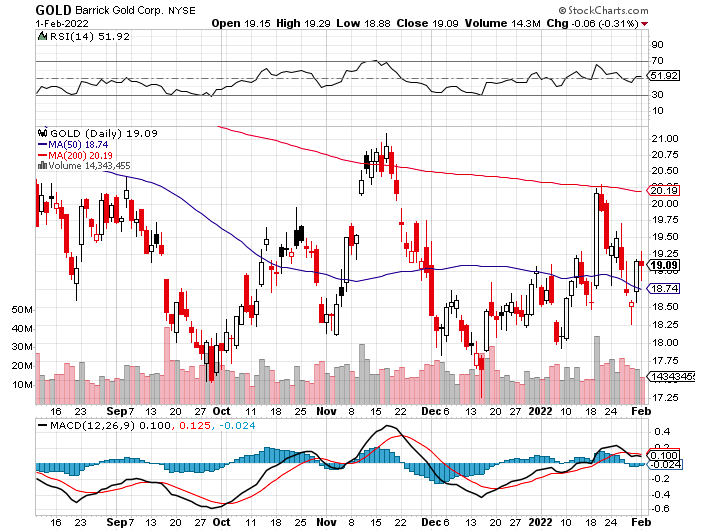 GOLD Barrick Gold Corp. NYSE © StockCharts.com
1-Feb-2022 Open 19.15 High 19.29 Low 18.88 Close 19.09 Volume 14.3M Chg -0.06 (-0.31%)
RSI(14) 51.92
90
70
51.92
30
10
GOLD (Daily) 19.09
MA(50) 18.74
MA(200) 20.19
Volume 14,343,455
21.00
20.75
20.50
20.19
20.00
19.75
19.50
19.25
19.09
18.74
18.50
18.25
18.00
17.75
17.25
50M
40M
30M
20M
10M
14343455
16 23 Sep 7 13 20 27 Oct 11 18 25 Nov 8 15 22 Dec 6 13 20 27 2022 10 18 24 Feb
MACD(12,26,9) 0.100, 0.125, -0.024
0.4
0.2
0.100
-0.024
-0.2
-0.4
-0.6
16 23 Sep 7 13 20 27 Oct 11 18 25 Nov 8 15 22 Dec 6 13 20 27 2022 10 18 24 Feb